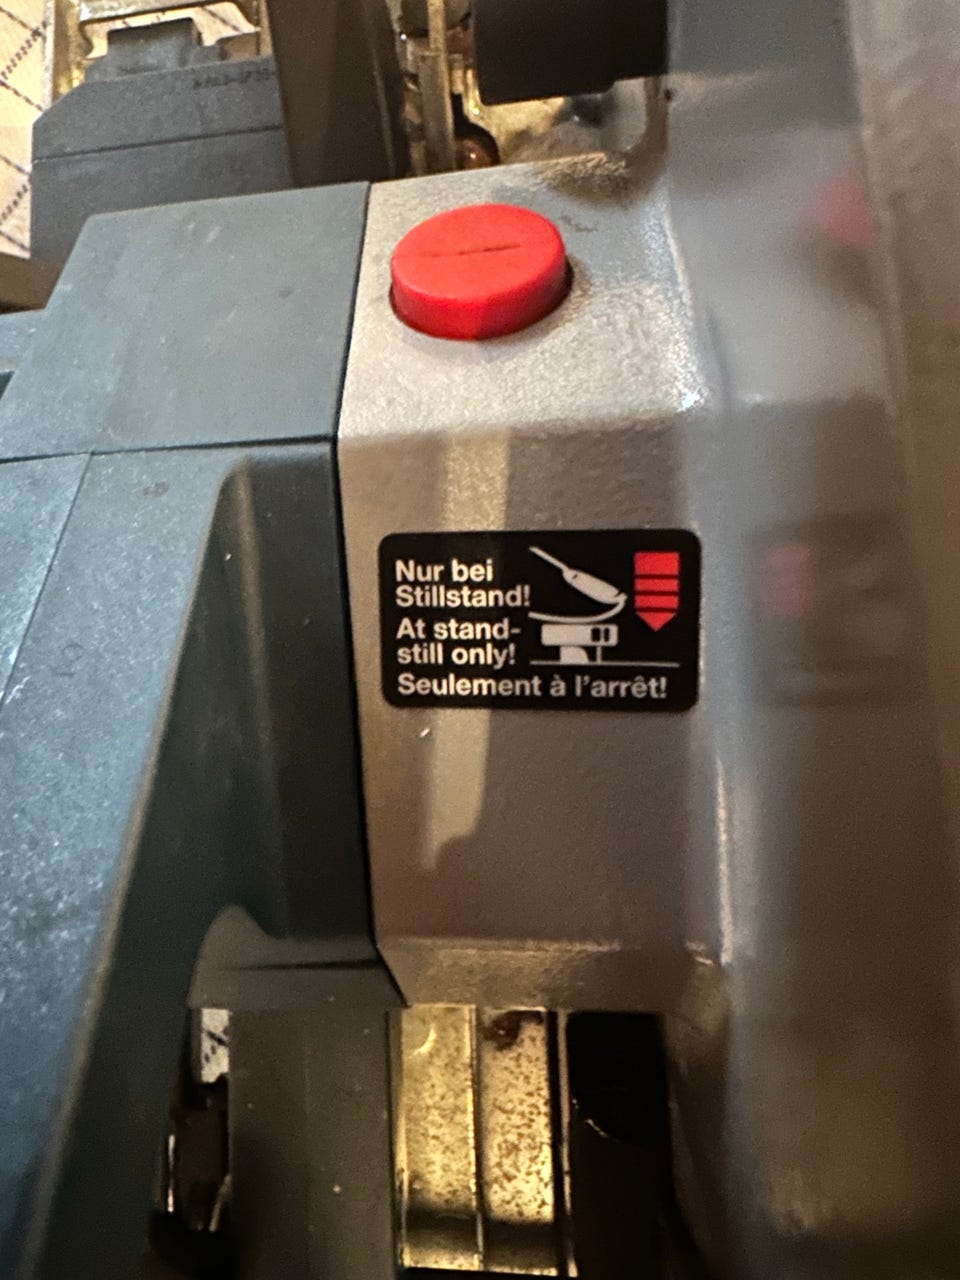 Nur bei
Stillstand!
At stand-
still only!
Seulement à l'arrêt!